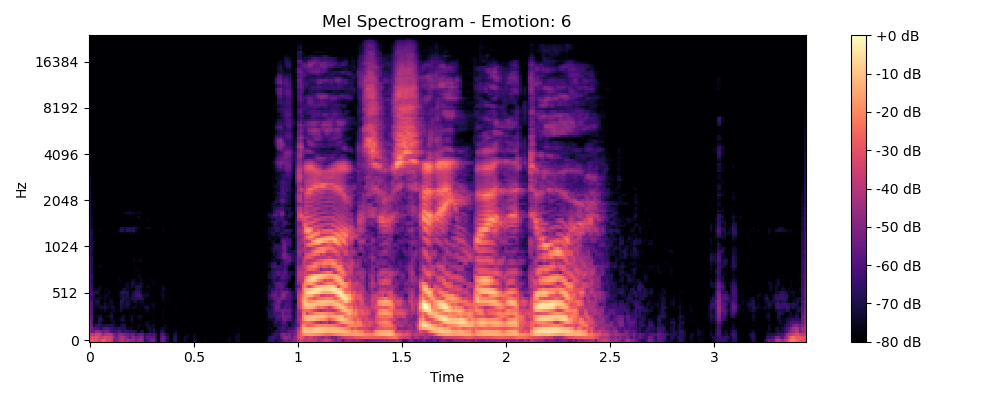 Mel Spectrogram - Emotion: 6
Hz
16384
8192
4096
2048
1024
512
0
0 0.5 1 1.5 2 2.5 3
Time
+0 dB
-10 dB
-20 dB
-30 dB
-40 dB
-50 dB
-60 dB
-70 dB
-80 dB